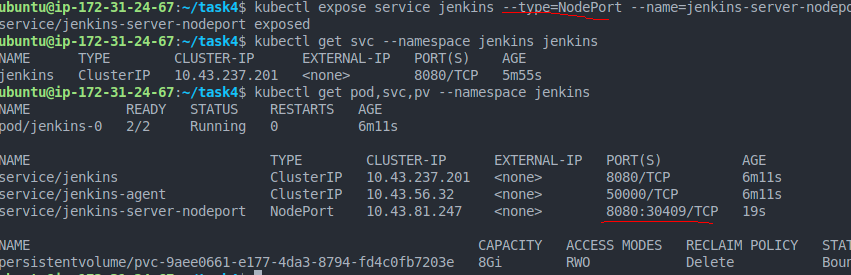 ubuntu@ip-172-31-24-67:~/task4$ kubectl expose service jenkins --type=NodePort --name=jenkins-server-nodepo
service/jenkins-server-nodeport exposed
ubuntu@ip-172-31-24-67:~/task4$ kubectl get svc --namespace jenkins jenkins
NAME TYPE CLUSTER-IP EXTERNAL-IP PORT(S) AGE
jenkins ClusterIP 10.43.237.201 <none> 8080/TCP 5m55s
ubuntu@ip-172-31-24-67:~/task4$ kubectl get pod,svc,pv --namespace jenkins
NAME READY STATUS RESTARTS AGE
pod/jenkins-0 2/2 Running 0 6m11s
NAME TYPE CLUSTER-IP EXTERNAL-IP PORT(S) AGE
service/jenkins ClusterIP 10.43.237.201 <none> 8080/TCP 6m11s
service/jenkins-agent ClusterIP 10.43.56.32 <none> 50000/TCP 6m11s
service/jenkins-server-nodeport NodePort 10.43.81.247 <none> 8080:30409/TCP 19s
NAME CAPACITY ACCESS MODES RECLAIM POLICY STAT
persistentvolume/pvc-9aee0661-e177-4da3-8794-fd4c0fb7203e 8Gi RWO Delete Boun